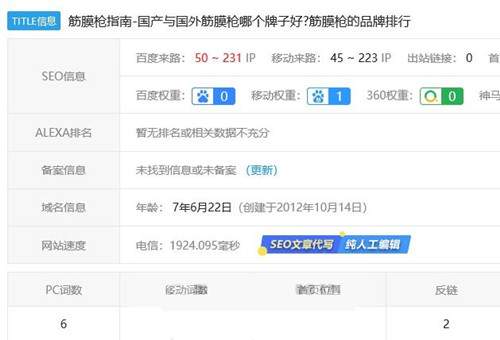 TITLE信息 筋膜枪指南-国产与国外筋膜枪哪个牌子好?筋膜枪的品牌排行
SEO信息
百度来路: 50 ~ 231 IP 移动来路: 45 ~ 223 IP 出站链接: 0 首
百度权重: 0 移动权重: 1 360权重: 0 神马
ALEXA排名 暂无排名或相关数据不充分
备案信息 未找到信息或未备案 (更新)
域名信息 年龄: 7年6月22日 (创建于2012年10月14日)
网站速度 电信: 1924.095毫秒 SEO文章代写 纯人工编辑
PC词数 移动词数 首页位置 反链
6 2